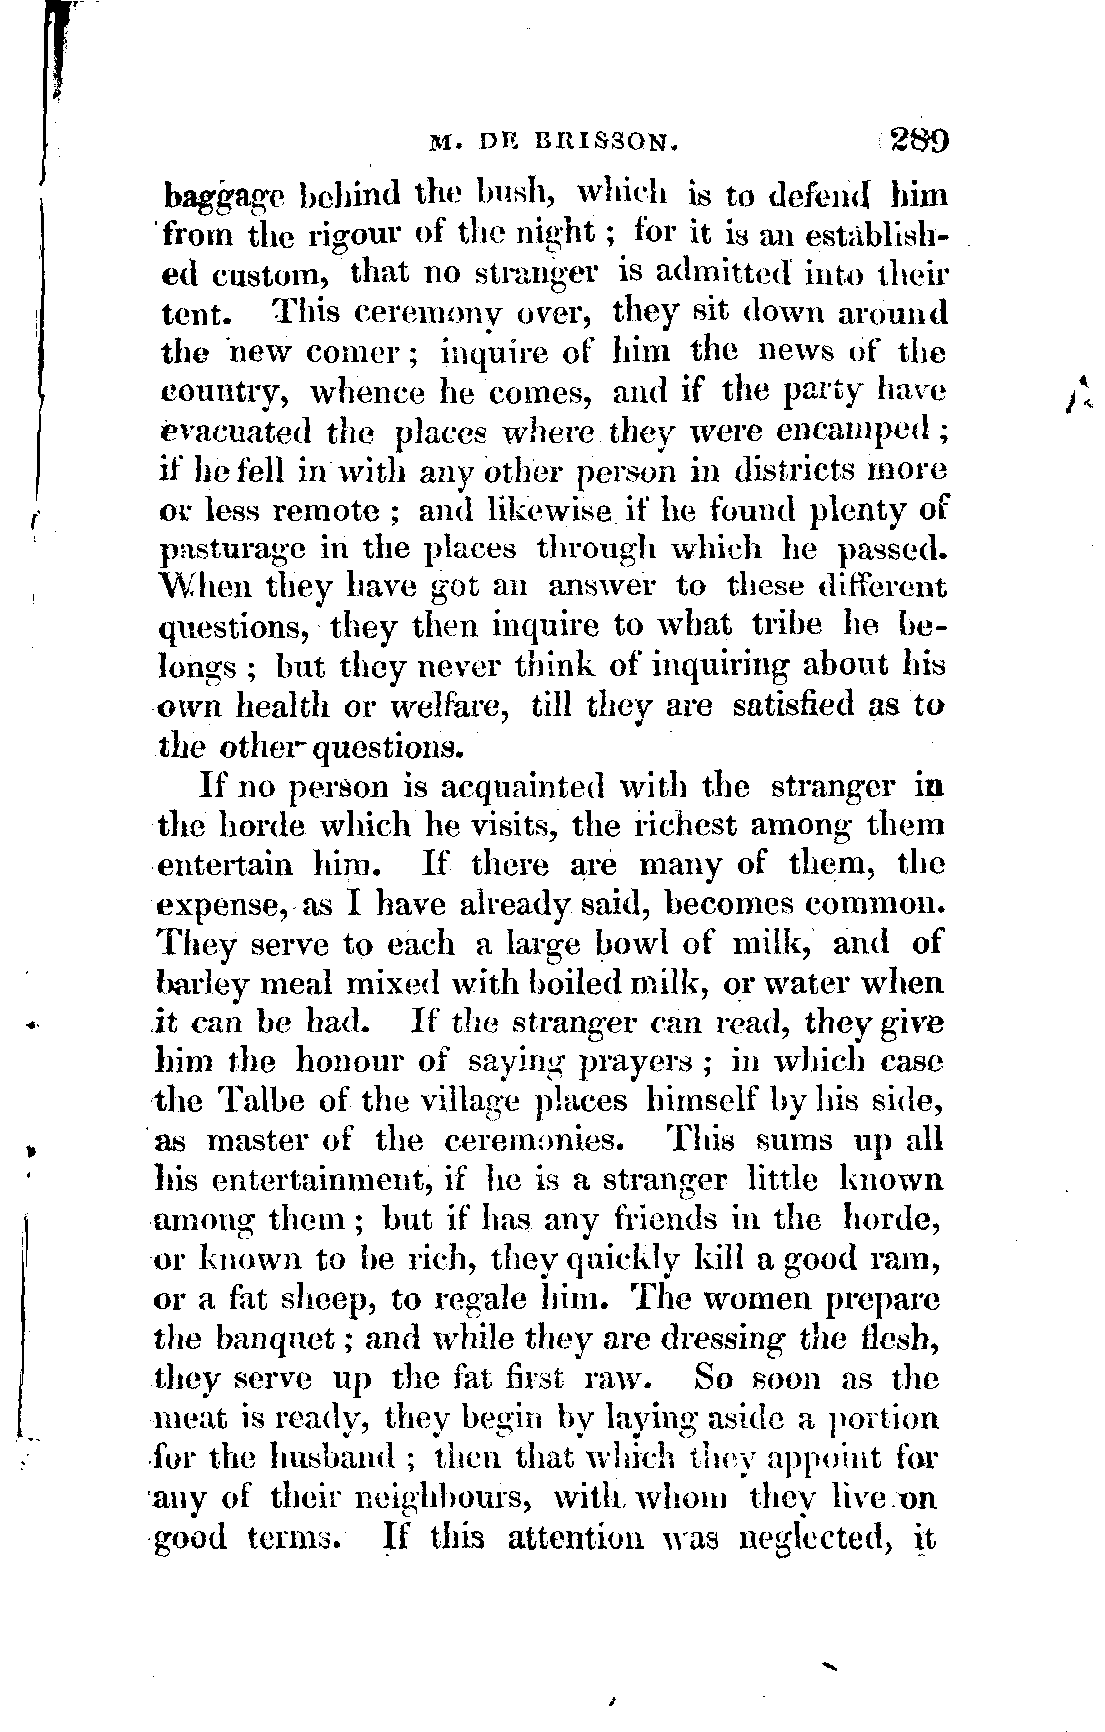 M. DE BRISSON. 289
baggage behind the bush, which is to defend him
from the rigour of the night ; for it is an establish-
ed custom, that no stranger is admitted into their
tent. This ceremony over, they sit down around
the new comer ; inquire of him the news of the
country, whence he comes, and if the party have
evacuated the places where they were encamped ;
if he fell in with any other person in districts more
or less remote ; and likewise if he found plenty of
pasturage in the places through which he passed.
When they have got an answer to these different
questions, they then inquire to what tribe he be-
longs ; but they never think of inquiring about his
own health or welfare, till they are satisfied as to
the other questions.
If no person is acquainted with the stranger in
the horde which he visits, the richest among them
entertain him. If there are many of them, the
expense, as I have already said, becomes common.
They serve to each a large bowl of milk, and of
barley meal mixed with boiled milk, or water when
it can be had. If the stranger can read, they give
him the honour of saying prayers ; in which case
the Talbe of the village places himself by his side,
as master of the ceremonies. This sums up all
his entertainment, if he is a stranger little known
among them ; but if has any friends in the horde,
or known to be rich, they quickly kill a good ram,
or a fat sheep, to regale him. The women prepare
the banquet ; and while they are dressing the flesh,
they serve up the fat first raw. So soon as the
meat is ready, they begin by laying aside a portion
for the husband ; then that which they appoint for
any of their neighbours, with whom they live on
good terms. If this attention was neglected, it